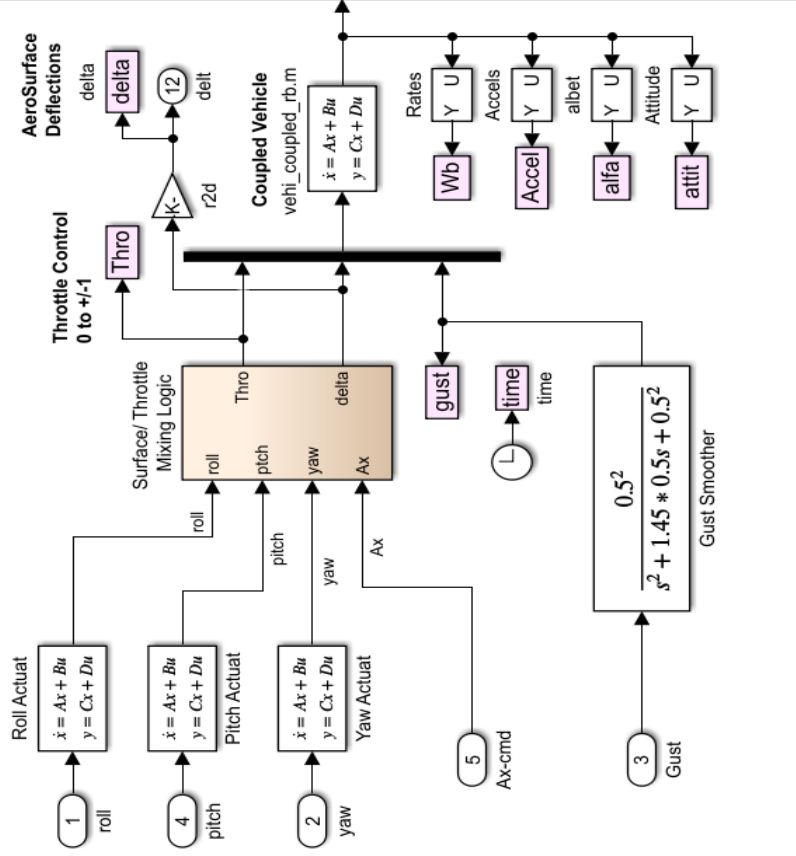 AeroSurface
Deflections
delta
delta
12
delt
K-
r2d
Throttle Control
0 to +/-1
Thro
Coupled Vehicle
vehi_coupled_rb.m
ẋ = Ax + Bu
y = Cx + Du
Rates
Y U
Wb
Accels
Y U
Accel
albet
Y U
alfa
Attitude
Y U
attit
Surface/ Throttle
Mixing Logic
roll
ptch
yaw
Ax
Thro
delta
gust
time
time
roll
pitch
yaw
Ax
Roll Actuat
ẋ = Ax + Bu
y = Cx + Du
1
roll
ẋ = Ax + Bu
y = Cx + Du
Pitch Actuat
4
pitch
ẋ = Ax + Bu
y = Cx + Du
Yaw Actuat
2
yaw
5
Ax-cmd
3
Gust
0.5²
s² + 1.45 * 0.5s + 0.5²
Gust Smoother